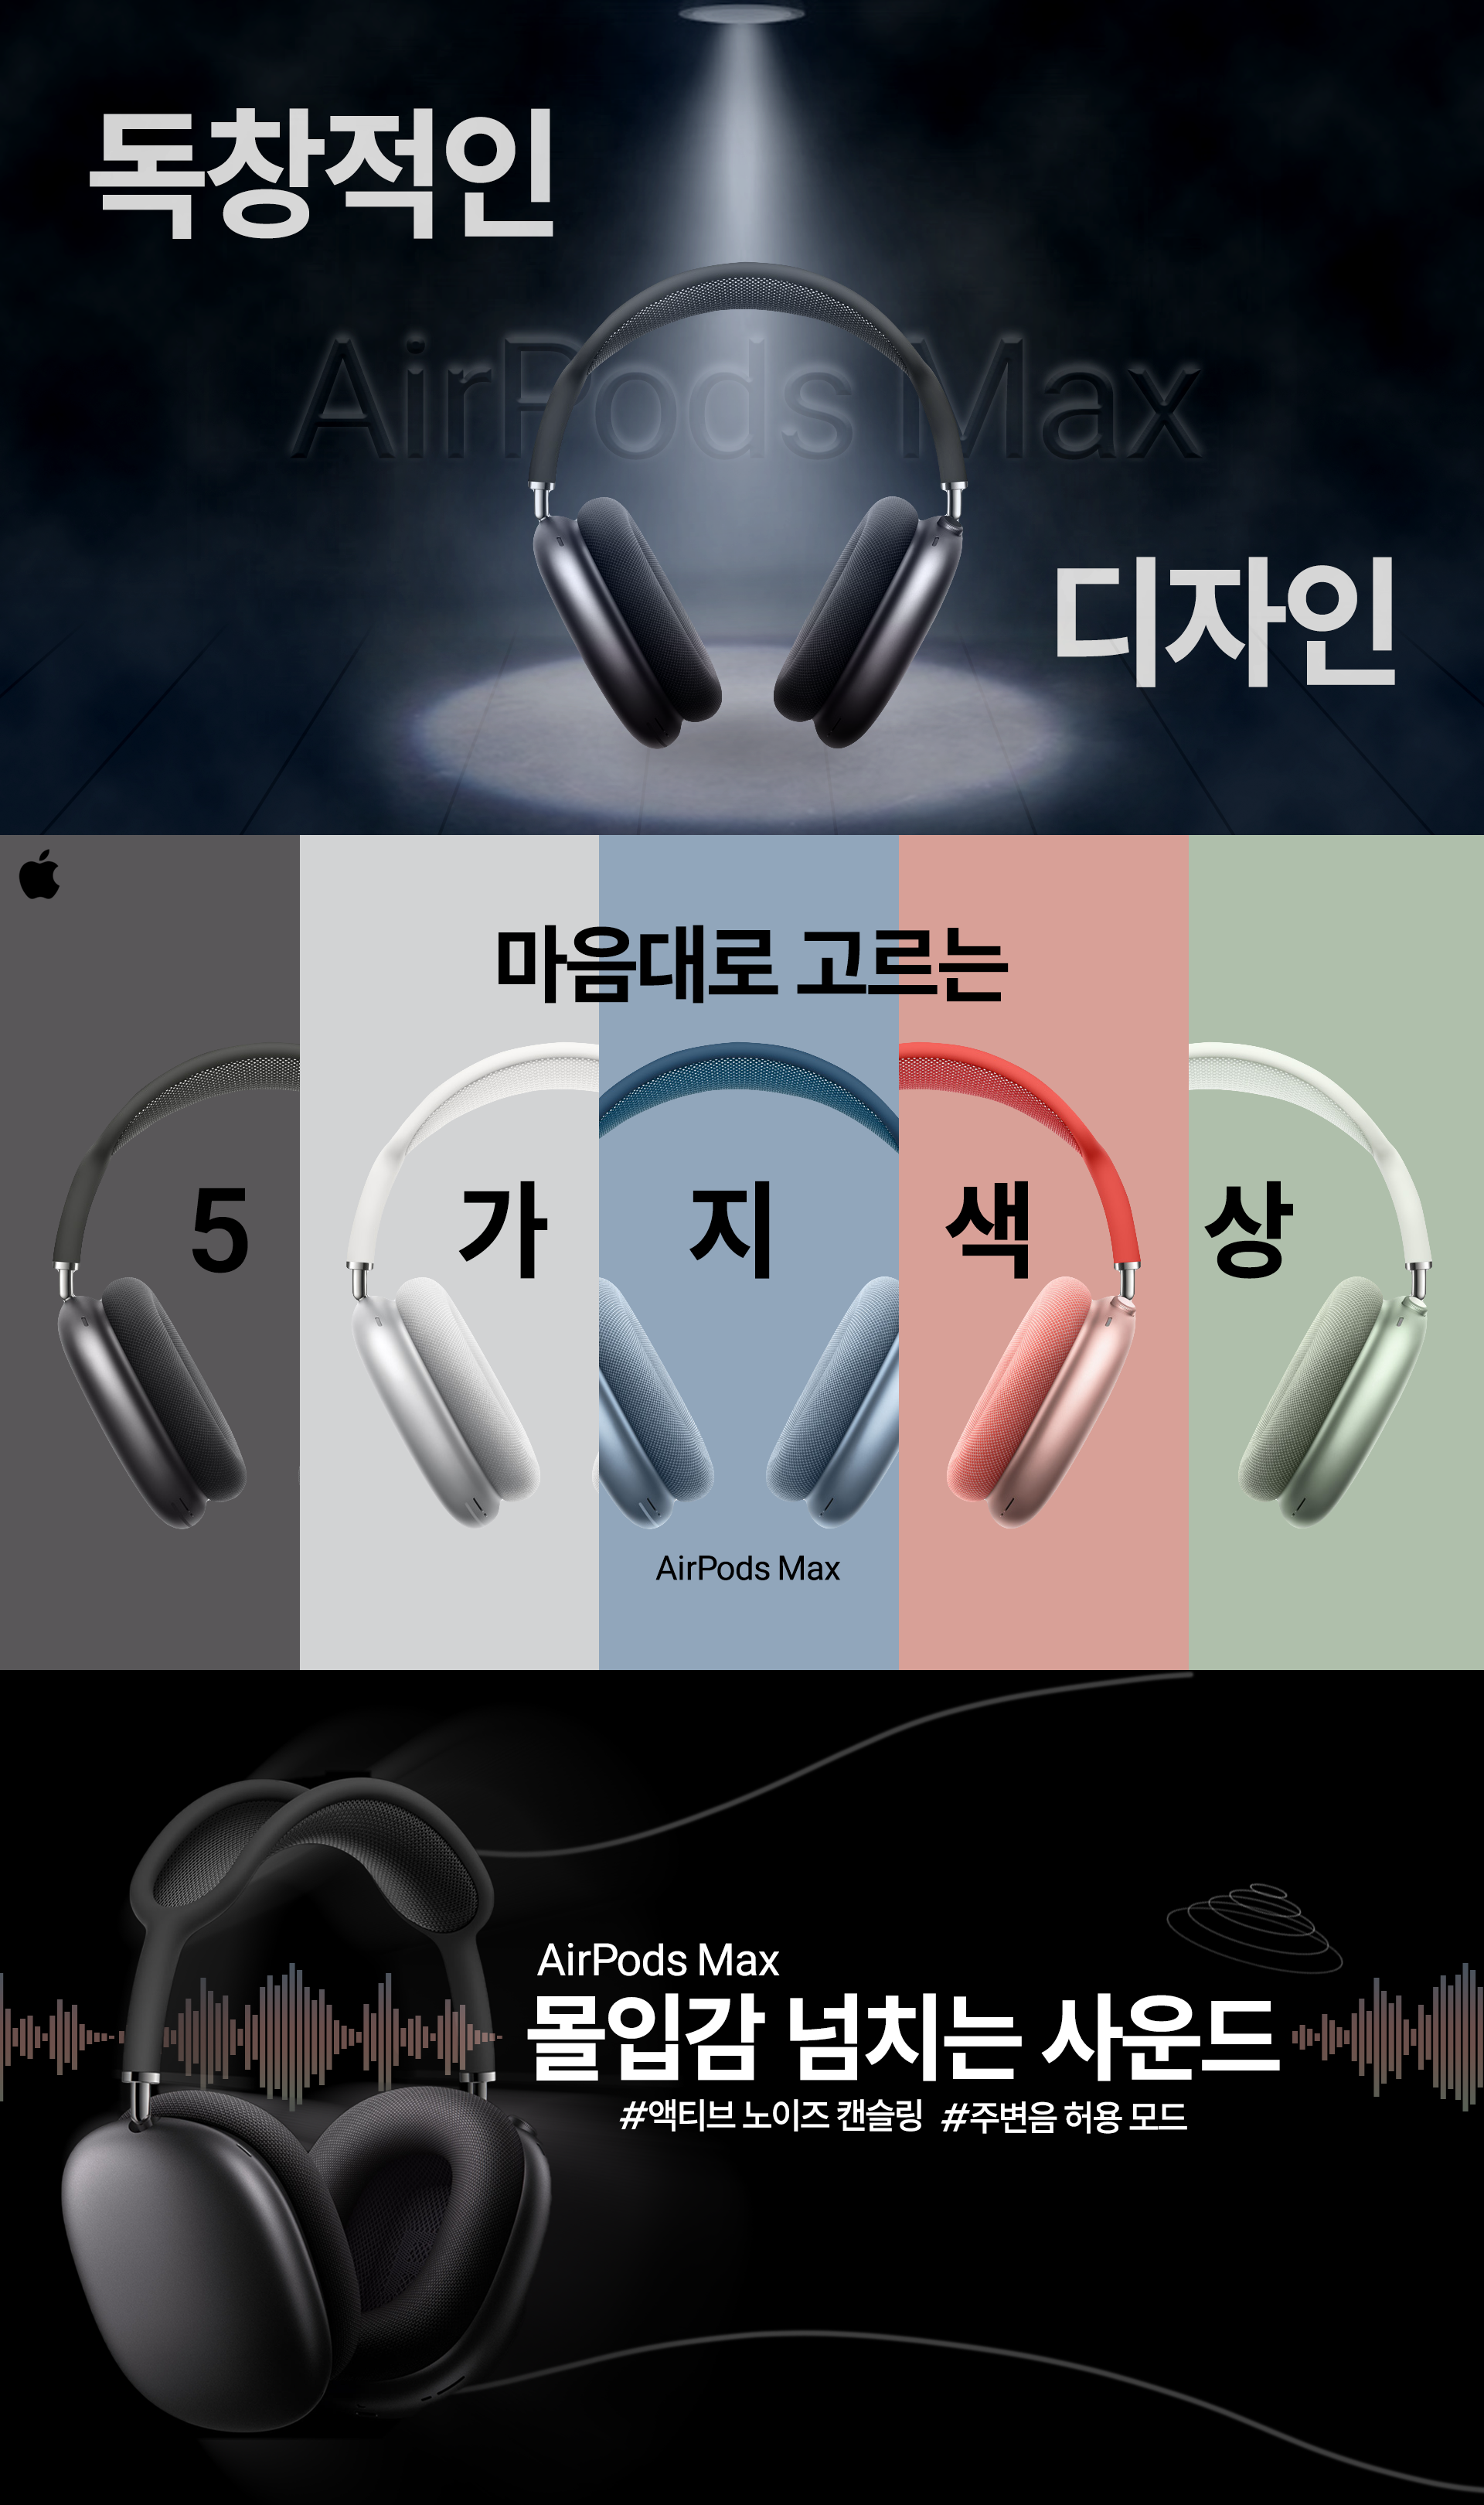 독창적인
AirPods Max
디자인
마음대로 고르는
5 가 지 색 상
AirPods Max
AirPods Max
몰입감 넘치는 사운드
#액티브 노이즈 캔슬링 #주변음 허용 모드